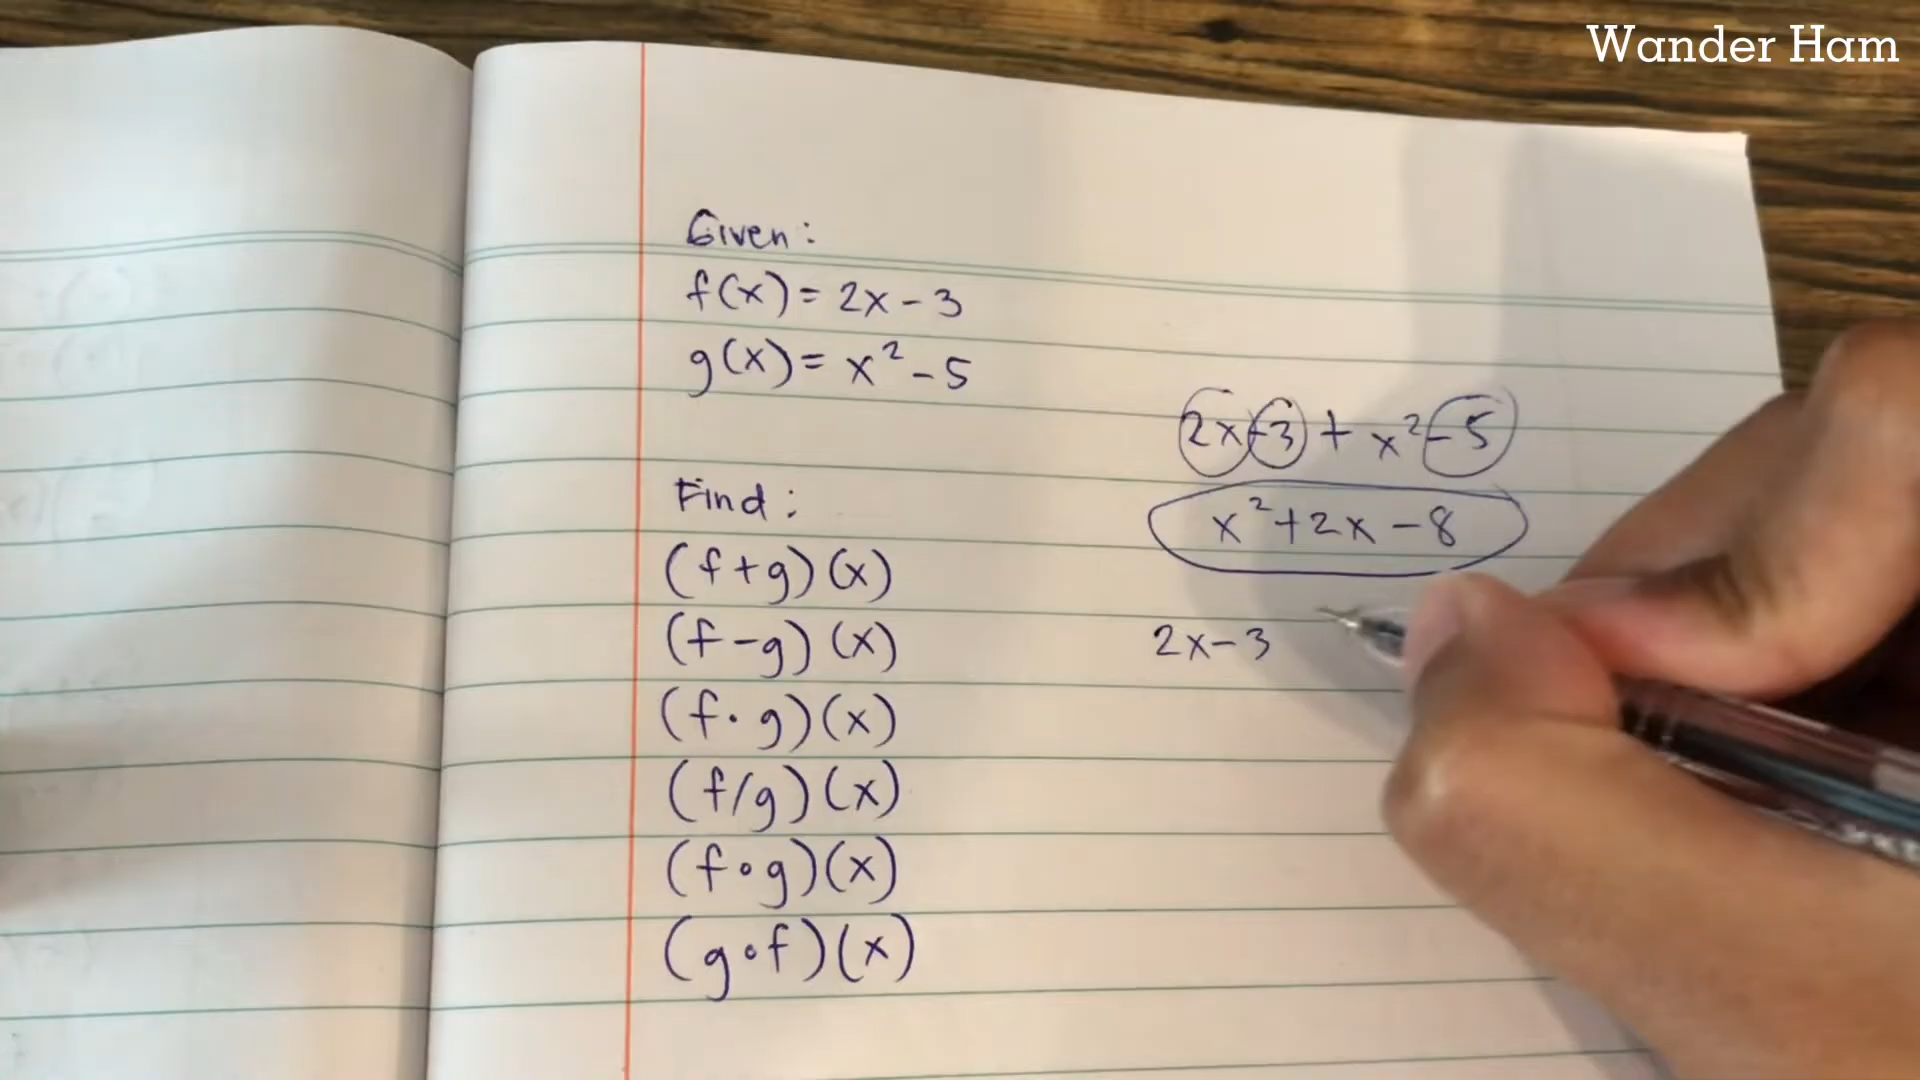 Wander Ham
Given:
f(x) = 2x - 3
g(x) = x² - 5
2x - 3 + x² - 5
x² + 2x - 8
Find:
(f+g)(x)
(f-g)(x)
2x - 3
(f·g)(x)
(f/g)(x)
(f∘g)(x)
(g∘f)(x)